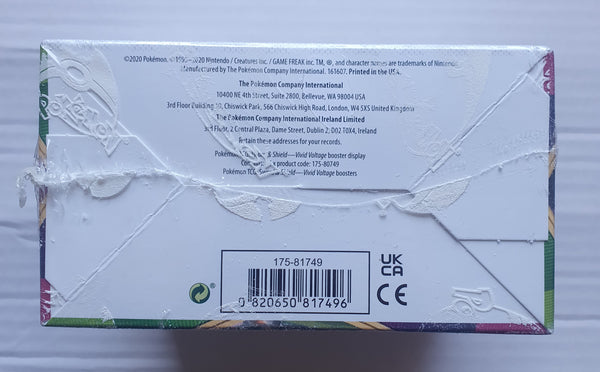 ©2020 Pokémon. ©1995–2020 Nintendo / Creatures Inc. / GAME FREAK inc. TM, ®, and character names are trademarks of Nintendo.
Manufactured by The Pokémon Company International. 161607. Printed in the USA.
The Pokémon Company International
10400 NE 4th Street, Suite 2800, Bellevue, WA 98004 USA
3rd Floor Building 10, Chiswick Park, 566 Chiswick High Road, London, W4 5XS United Kingdom
The Pokémon Company International Ireland Limited
3rd Floor, 2 Central Plaza, Dame Street, Dublin 2, D02 T0X4, Ireland
Retain these addresses for your records.
Pokémon & Shield—Vivid Voltage booster display
product code: 175-80749
Pokémon TCG: Shield—Vivid Voltage boosters
175-81749
0 820650 817496
UK
CA
CE